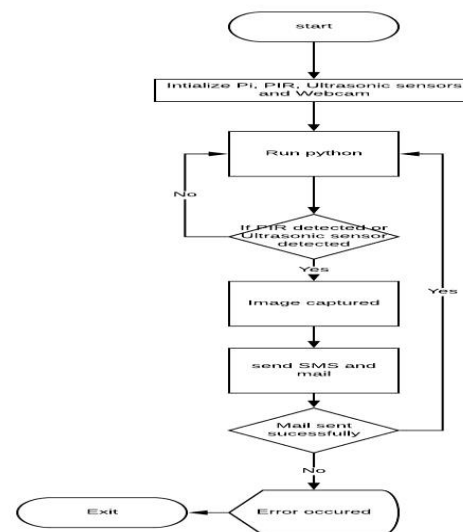 start
Intialize Pi, PIR, Ultrasonic sensors
and Webcam
Run python
No
If PIR detected or
Ultrasonic sensor
detected
Yes
Image captured
Yes
send SMS and
mail
Mail sent
sucessfully
No
Exit
Error occured